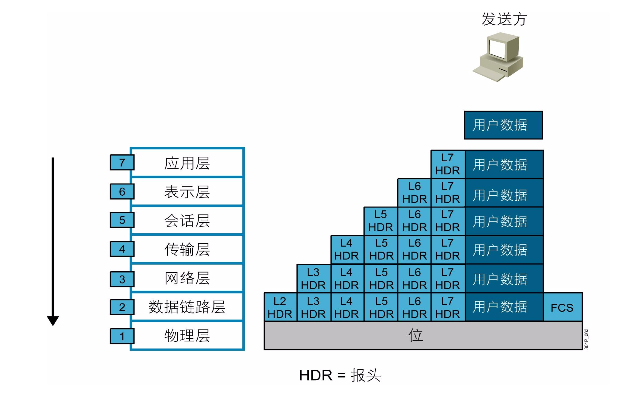 发送方
用户数据
7 应用层 L7 HDR 用户数据
6 表示层 L6 HDR L7 HDR 用户数据
5 会话层 L5 HDR L6 HDR L7 HDR 用户数据
4 传输层 L4 HDR L5 HDR L6 HDR L7 HDR 用户数据
3 网络层 L3 HDR L4 HDR L5 HDR L6 HDR L7 HDR 用户数据
2 数据链路层 L2 HDR L3 HDR L4 HDR L5 HDR L6 HDR L7 HDR 用户数据 FCS
1 物理层 位
HDR = 报头